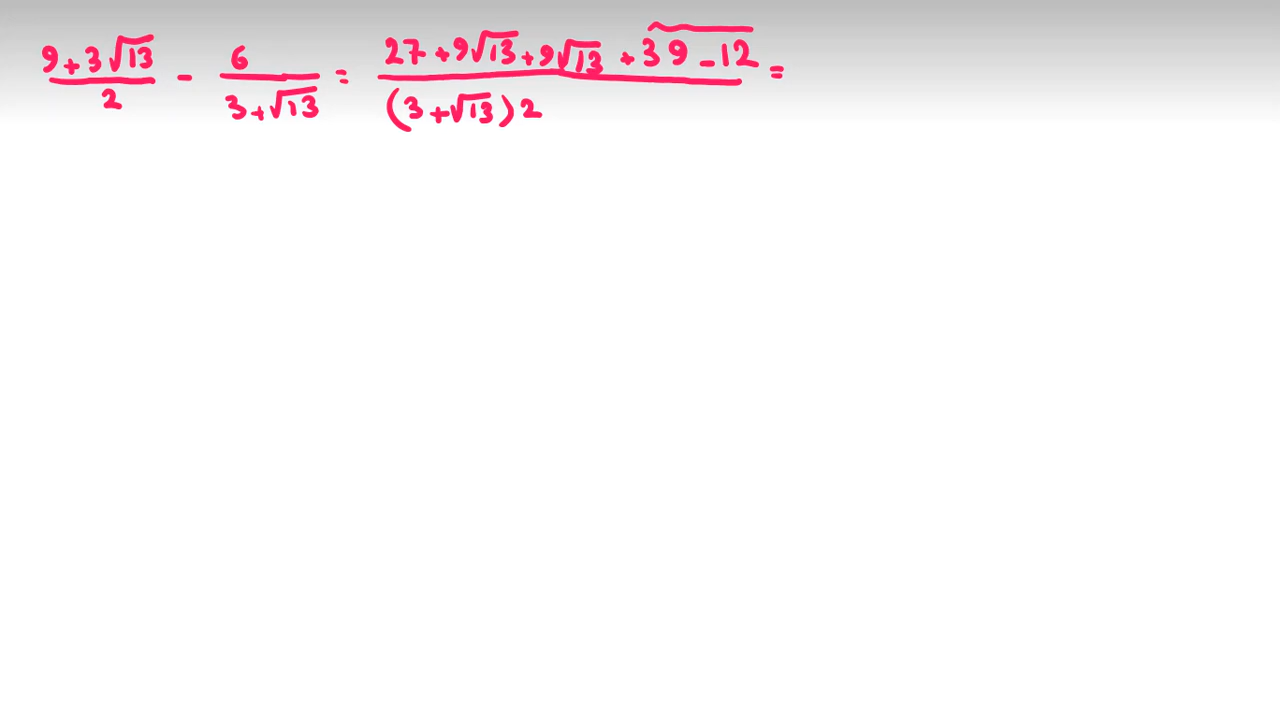 (9+3√13)/2 - 6/(3+√13) = (27+9√13+9√13+39-12)/((3+√13)2) =